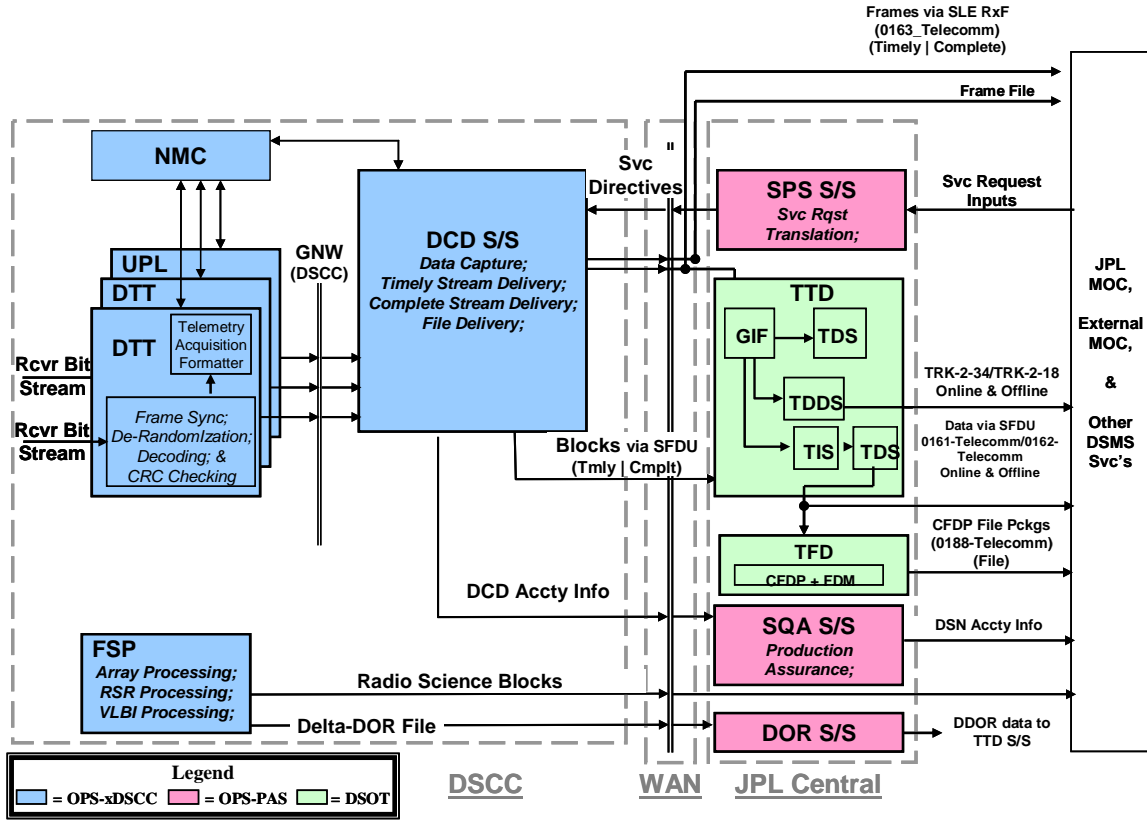 Frames via SLE RxF
(0163_Telecomm)
(Timely | Complete)
Frame File
NMC
Svc
Directives
SPS S/S
Svc Rqst
Translation;
Svc Request
Inputs
UPL
DTT
DTT
Telemetry
Acquisition
Formatter
Frame Sync;
De-RandomIzation;
Decoding; &
CRC Checking
Rcvr Bit
Stream
Rcvr Bit
Stream
GNW
(DSCC)
DCD S/S
Data Capture;
Timely Stream Delivery;
Complete Stream Delivery;
File Delivery;
TTD
GIF
TDS
TDDS
TIS
TDS
Blocks via SFDU
(Tmly | Cmplt)
TRK-2-34/TRK-2-18
Online & Offline
Data via SFDU
0161-Telecomm/0162-
Telecomm
Online & Offline
JPL
MOC,
External
MOC,
&
Other
DSMS
Svc's
TFD
CFDP + FDM
CFDP File Pckgs
(0188-Telecomm)
(File)
DCD Accty Info
SQA S/S
Production
Assurance;
DSN Accty Info
FSP
Array Processing;
RSR Processing;
VLBI Processing;
Radio Science Blocks
Delta-DOR File
DOR S/S
DDOR data to
TTD S/S
Legend
= OPS-xDSCC
= OPS-PAS
= DSOT
DSCC
WAN
JPL Central